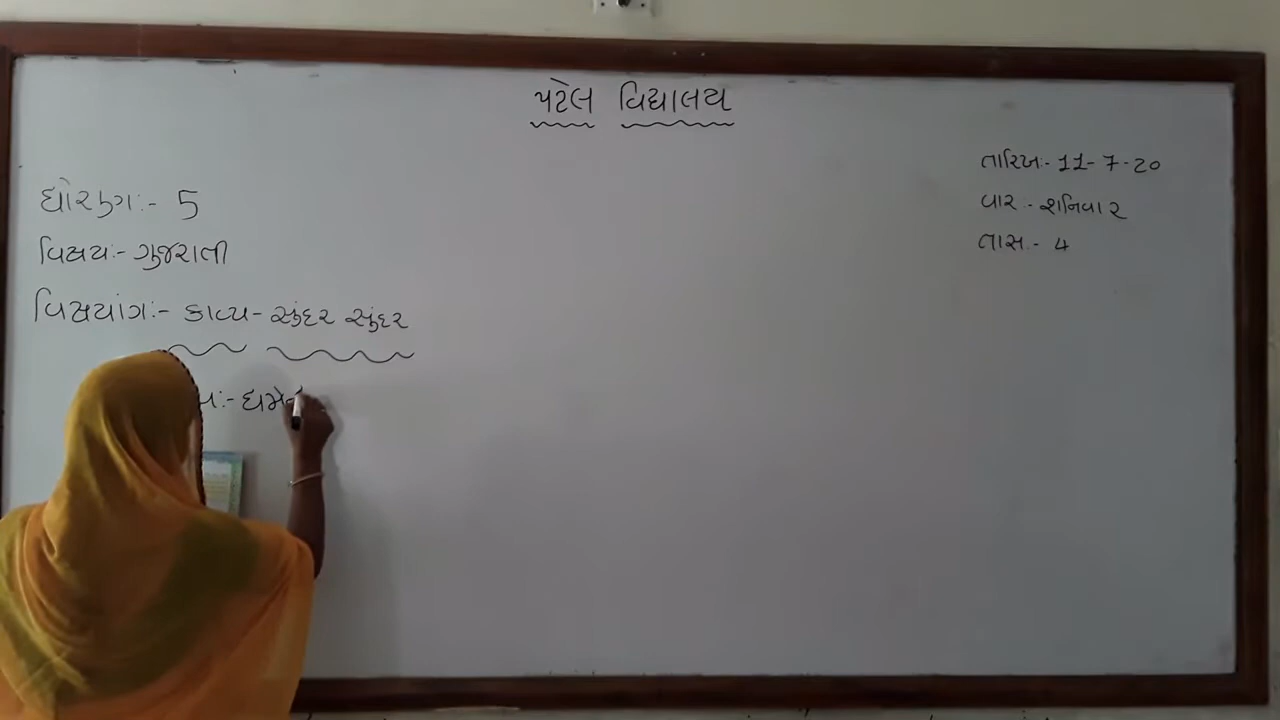 પટેલ વિદ્યાલય
તારિખ:- 11-7-20
વાર :- શનિવાર
તાસ :- 4
ધોરણ :- 5
વિષય:- ગુજરાતી
વિષયાંગ:- કાવ્ય- સુંદર સુંદર